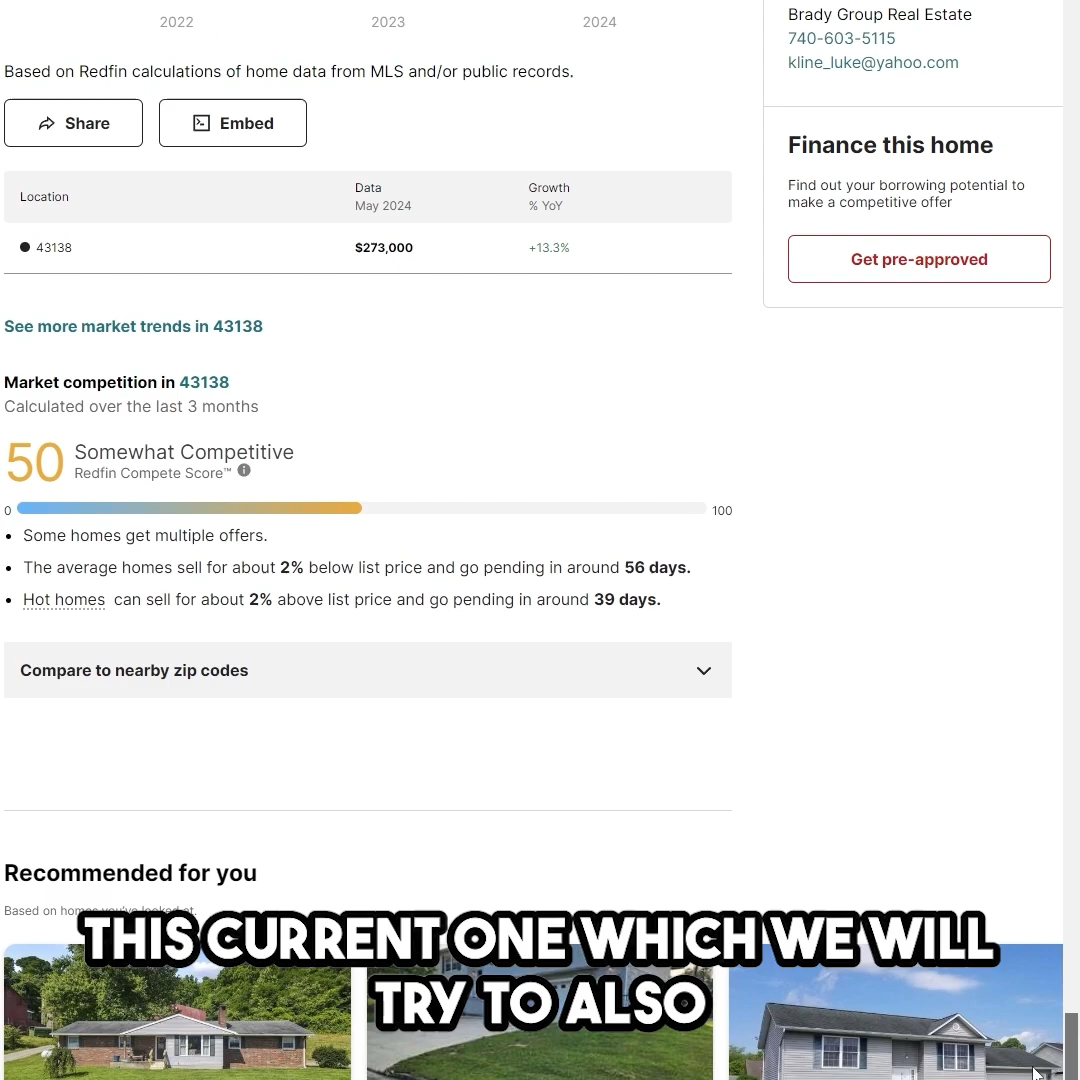 2022 2023 2024
Based on Redfin calculations of home data from MLS and/or public records.
Share Embed
Location Data May 2024 Growth % YoY
43138 $273,000 +13.3%
See more market trends in 43138
Market competition in 43138
Calculated over the last 3 months
50 Somewhat Competitive
Redfin Compete Score™
0 100
Some homes get multiple offers.
The average homes sell for about 2% below list price and go pending in around 56 days.
Hot homes can sell for about 2% above list price and go pending in around 39 days.
Compare to nearby zip codes
Recommended for you
Based on homes you've looked at.
Brady Group Real Estate
740-603-5115
kline_luke@yahoo.com
Finance this home
Find out your borrowing potential to
make a competitive offer
Get pre-approved
THIS CURRENT ONE WHICH WE WILL
TRY TO ALSO